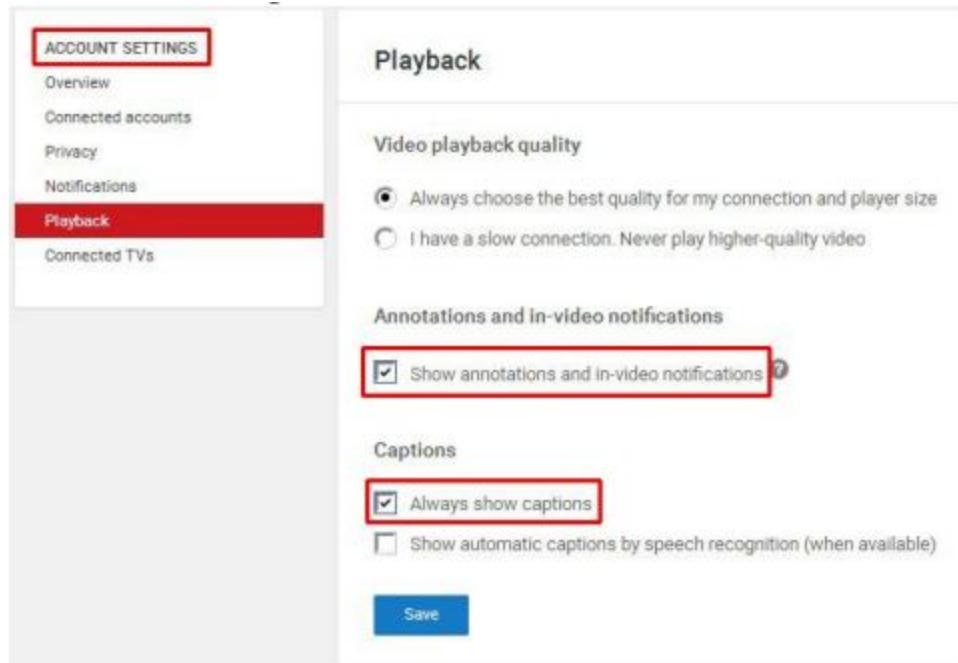 ACCOUNT SETTINGS
Overview
Connected accounts
Privacy
Notifications
Playback
Connected TVs
Playback
Video playback quality
Always choose the best quality for my connection and player size
I have a slow connection. Never play higher-quality video
Annotations and in-video notifications
Show annotations and in-video notifications ?
Captions
Always show captions
Show automatic captions by speech recognition (when available)
Save